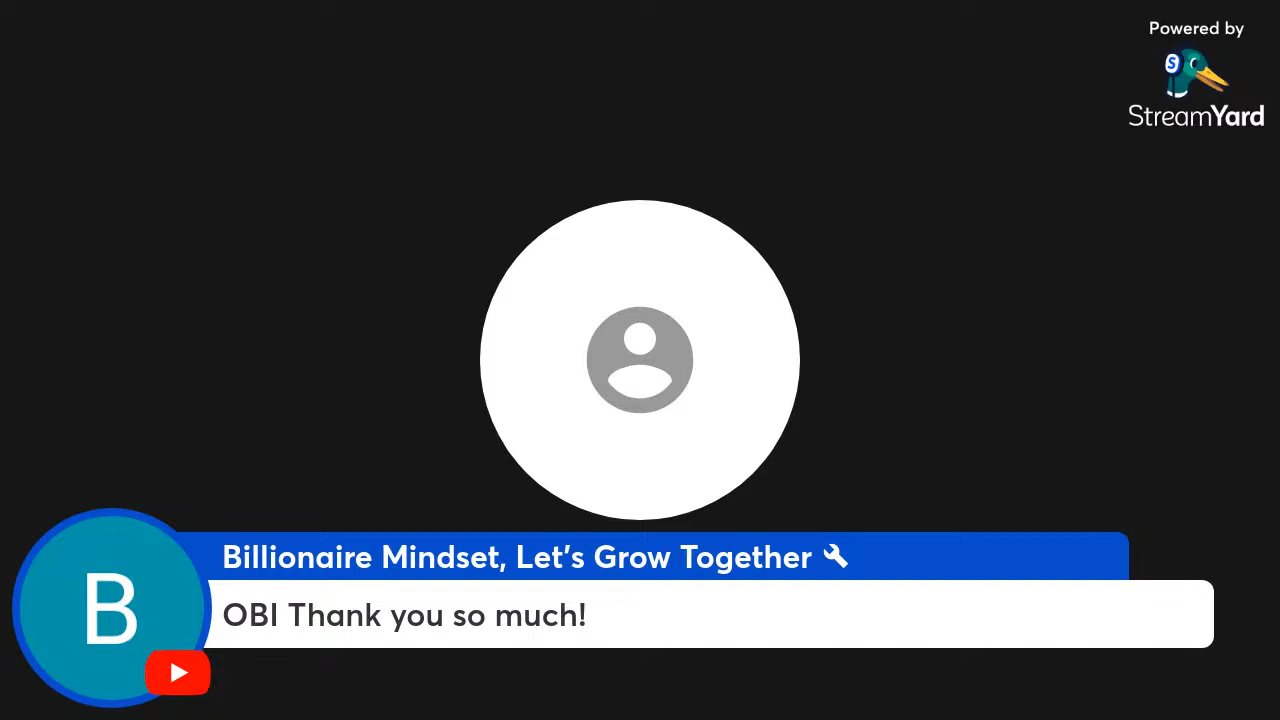 Powered by
S
StreamYard
Billionaire Mindset, Let's Grow Together
B
OBI Thank you so much!